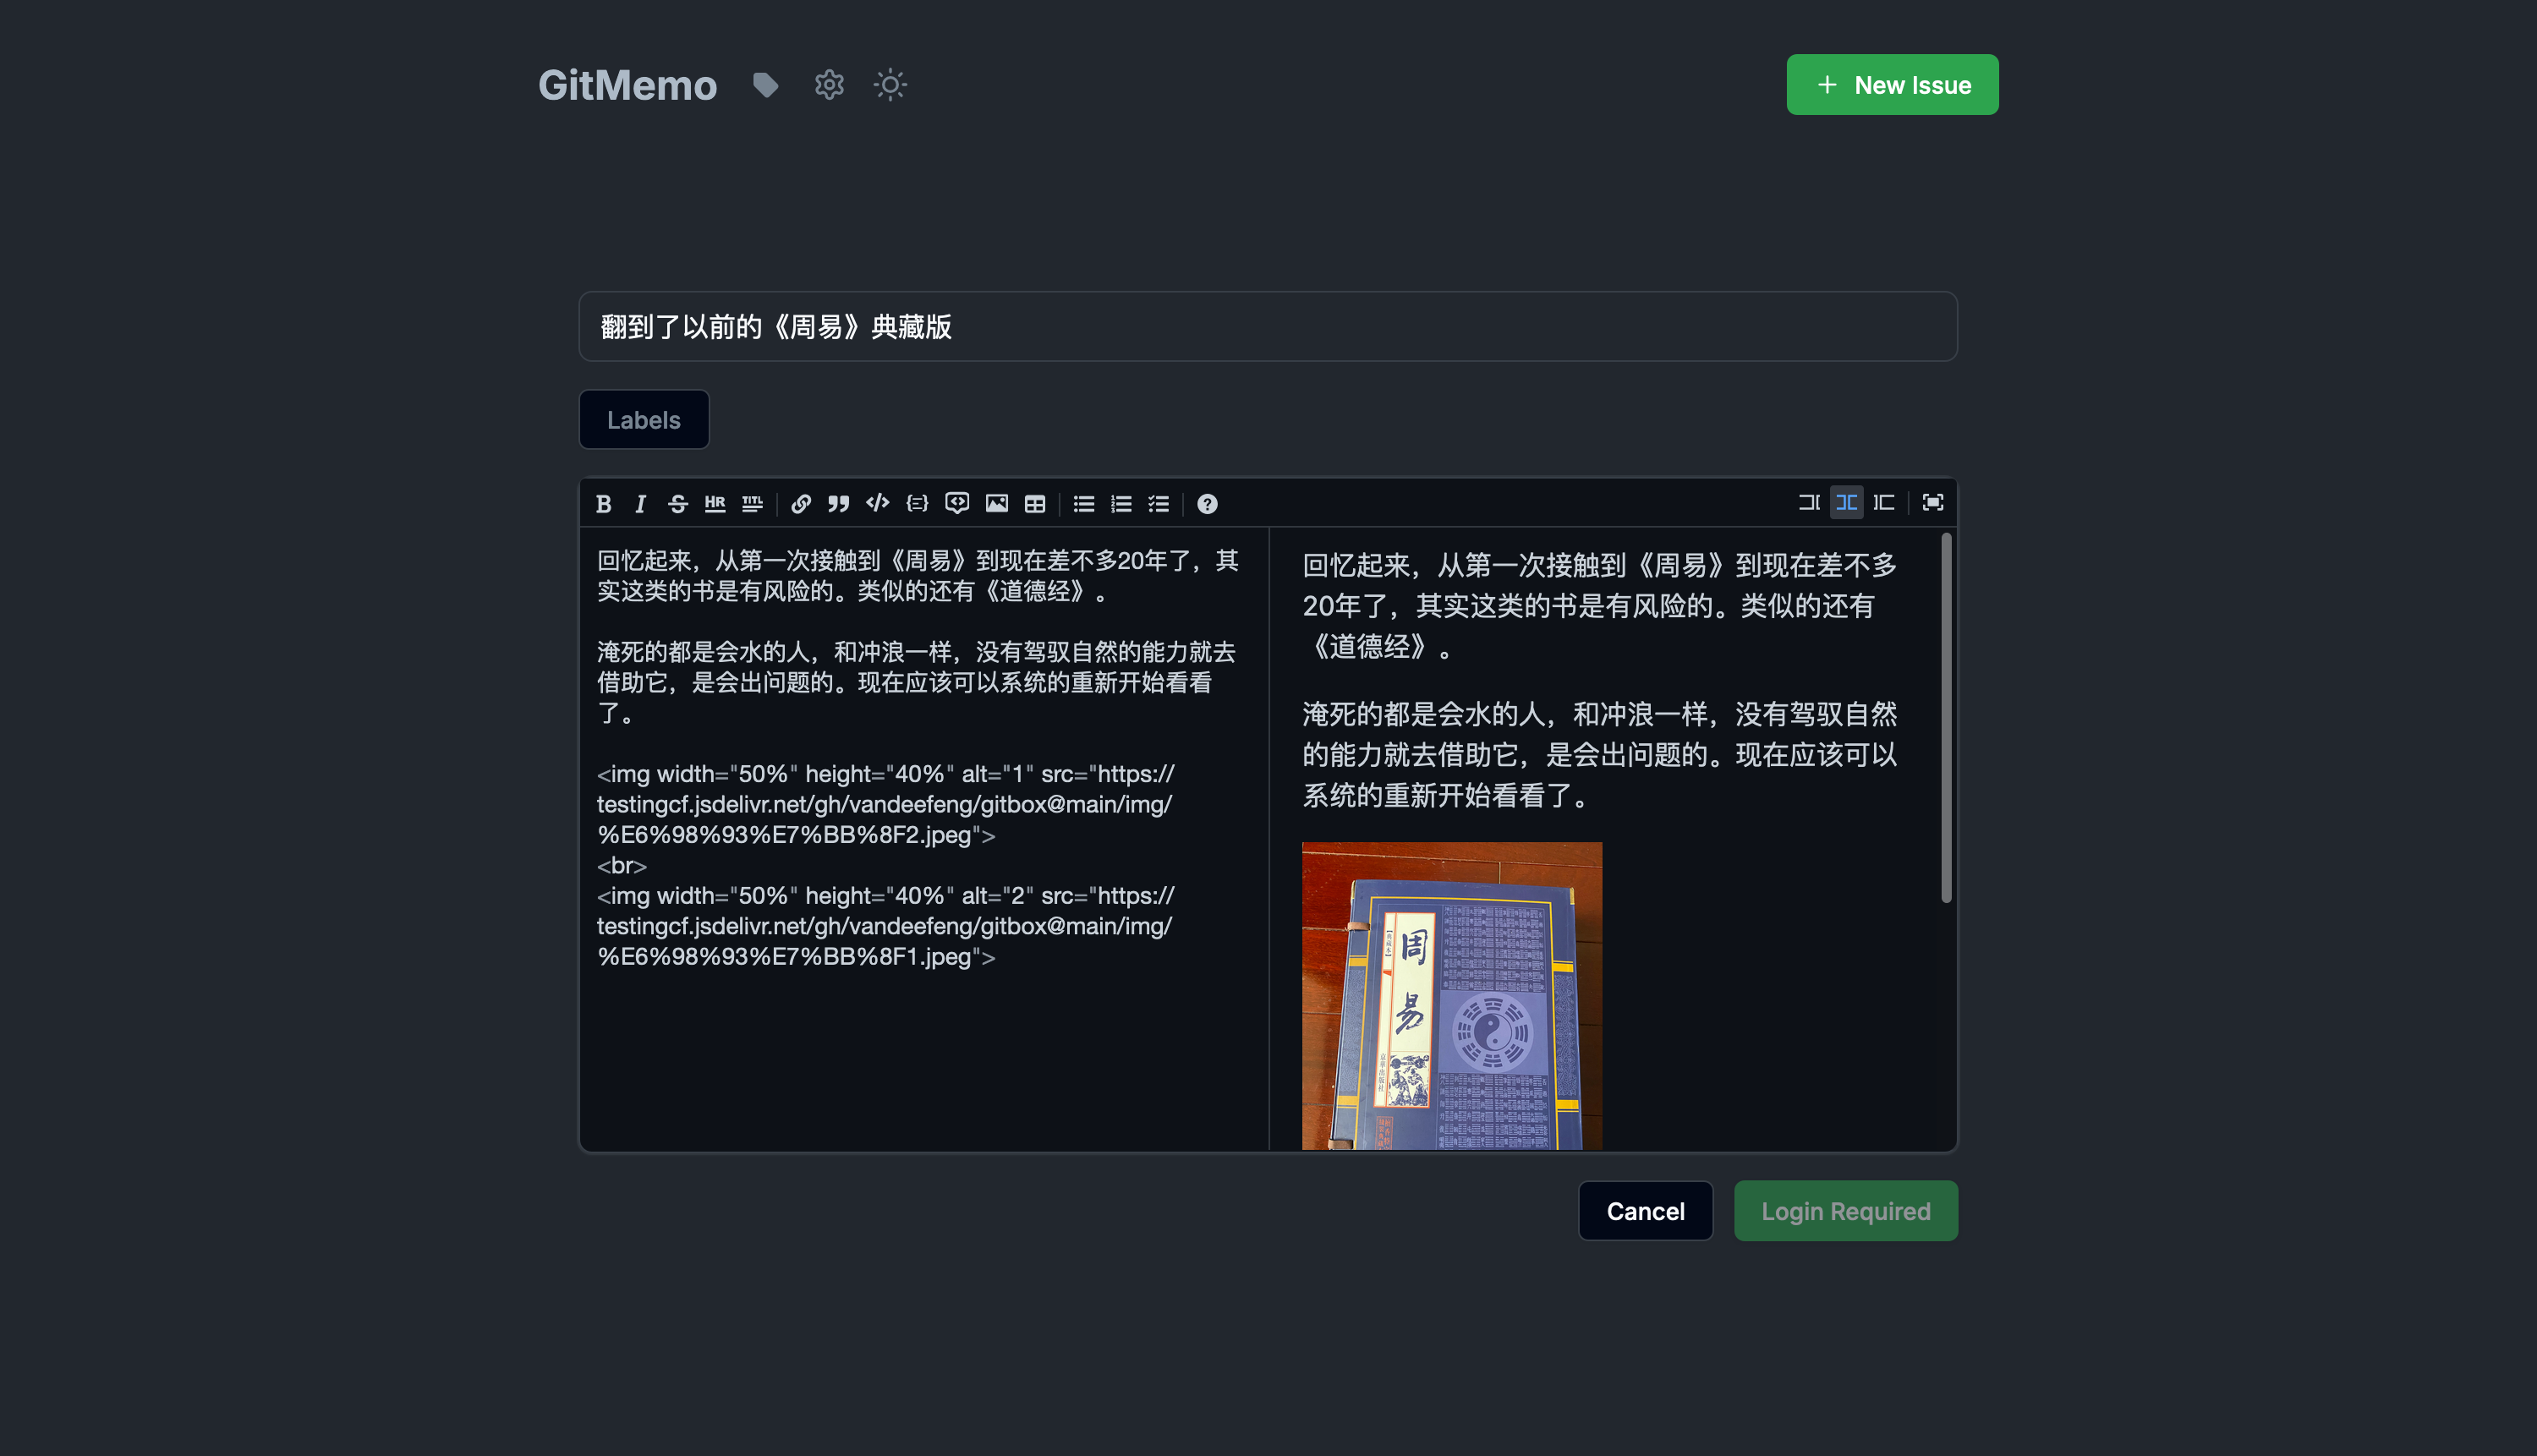 GitMemo
New Issue
翻到了以前的《周易》典藏版
Labels
回忆起来，从第一次接触到《周易》到现在差不多20年了，其
实这类的书是有风险的。类似的还有《道德经》。
淹死的都是会水的人，和冲浪一样，没有驾驭自然的能力就去
借助它，是会出问题的。现在应该可以系统的重新开始看看
了。
<img width="50%" height="40%" alt="1" src="https://
testingcf.jsdelivr.net/gh/vandeefeng/gitbox@main/img/
%E6%98%93%E7%BB%8F2.jpeg">
<br>
<img width="50%" height="40%" alt="2" src="https://
testingcf.jsdelivr.net/gh/vandeefeng/gitbox@main/img/
%E6%98%93%E7%BB%8F1.jpeg">
回忆起来，从第一次接触到《周易》到现在差不多
20年了，其实这类的书是有风险的。类似的还有
《道德经》。
淹死的都是会水的人，和冲浪一样，没有驾驭自然
的能力就去借助它，是会出问题的。现在应该可以
系统的重新开始看看了。
周易
Cancel
Login Required